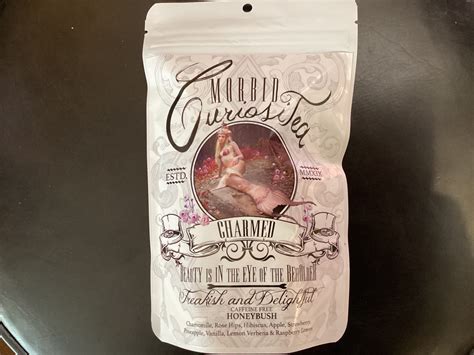 MORBID
CuriosiTea
ESTD. MMXIX
CHARMED
BEAUTY IS IN THE EYE OF THE BEHOLDER
Freakish and Delightful
CAFFEINE FREE
HONEYBUSH
Chamomile, Rose Hips, Hibiscus, Apple, Strawberry,
Pineapple, Vanilla, Lemon Verbena & Raspberry Leaves